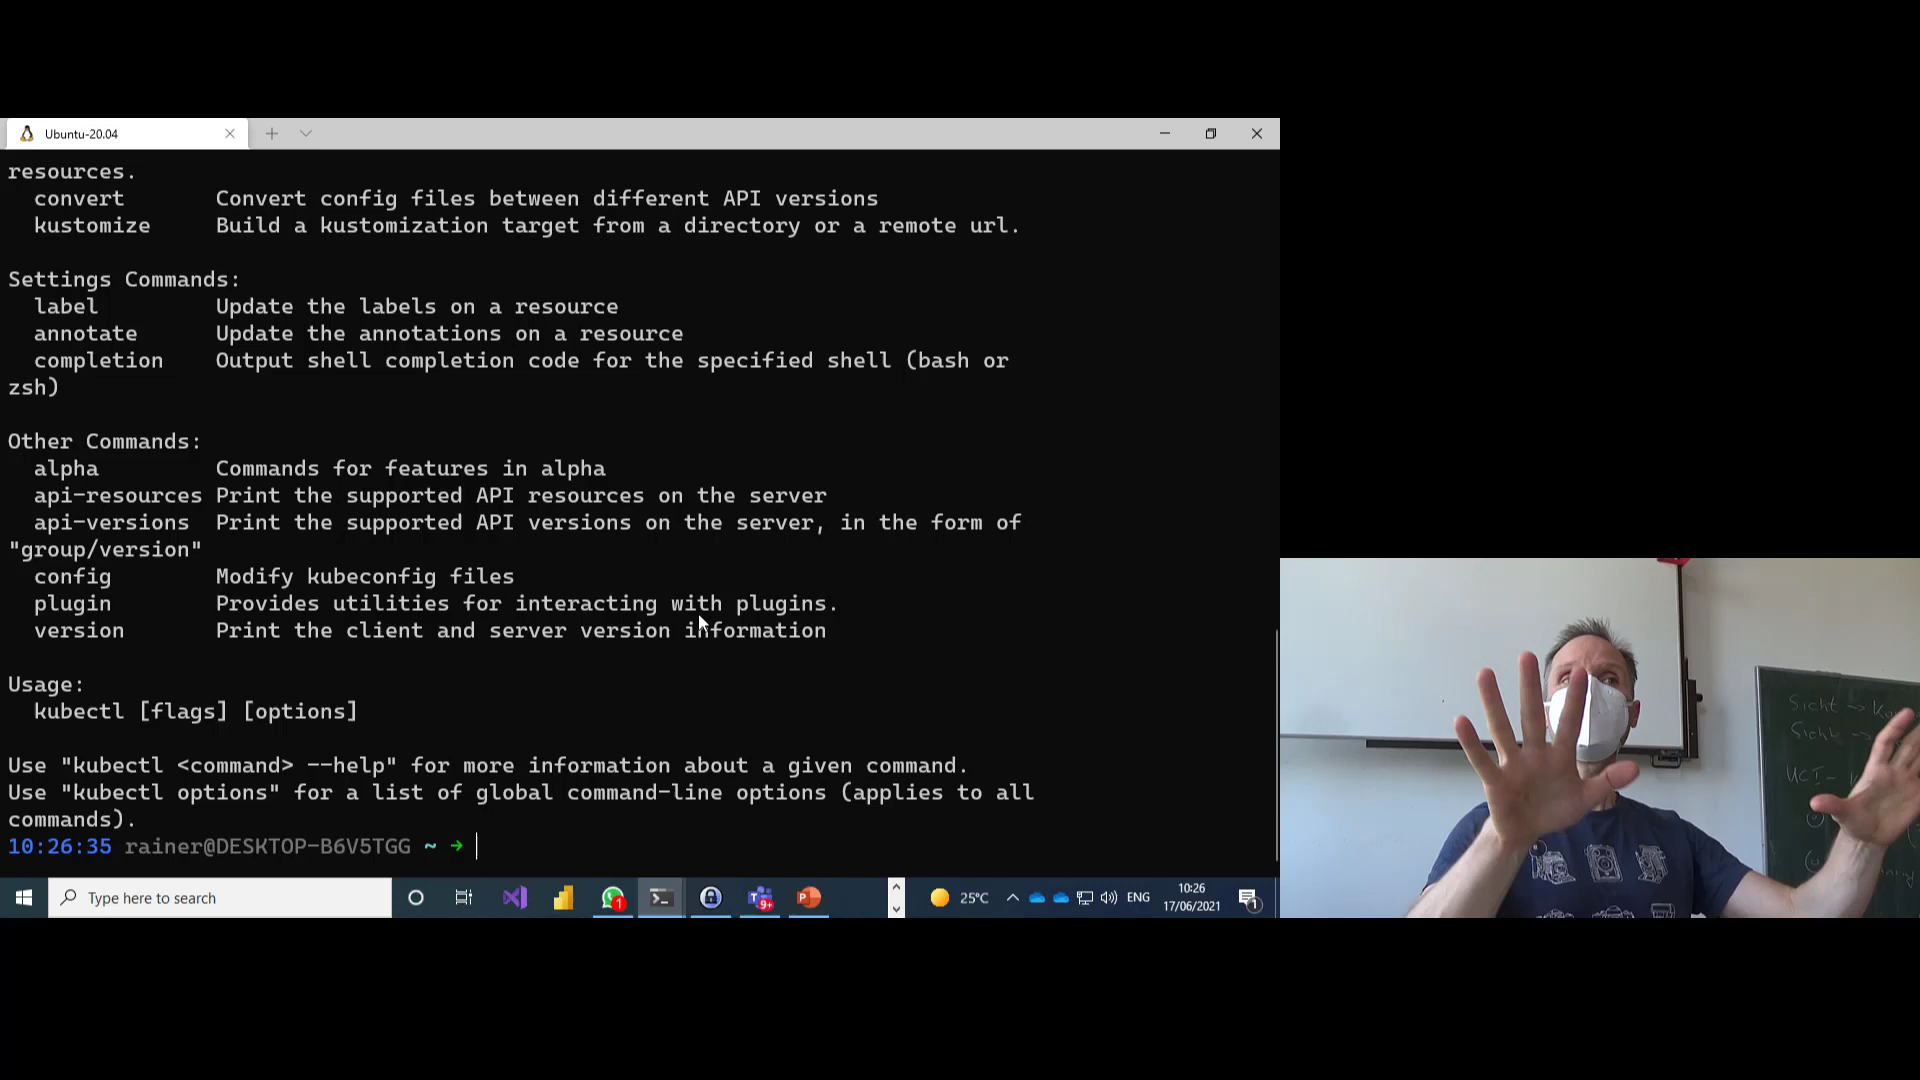 Ubuntu-20.04
resources.
convert Convert config files between different API versions
kustomize Build a kustomization target from a directory or a remote url.
Settings Commands:
label Update the labels on a resource
annotate Update the annotations on a resource
completion Output shell completion code for the specified shell (bash or
zsh)
Other Commands:
alpha Commands for features in alpha
api-resources Print the supported API resources on the server
api-versions Print the supported API versions on the server, in the form of
"group/version"
config Modify kubeconfig files
plugin Provides utilities for interacting with plugins.
version Print the client and server version information
Usage:
kubectl [flags] [options]
Use "kubectl <command> --help" for more information about a given command.
Use "kubectl options" for a list of global command-line options (applies to all
commands).
10:26:35 rainer@DESKTOP-B6V5TGG ~ →
Type here to search
1
9+
25°C
ENG
10:26
17/06/2021
1
Sicht →
Sicht →
UCI-